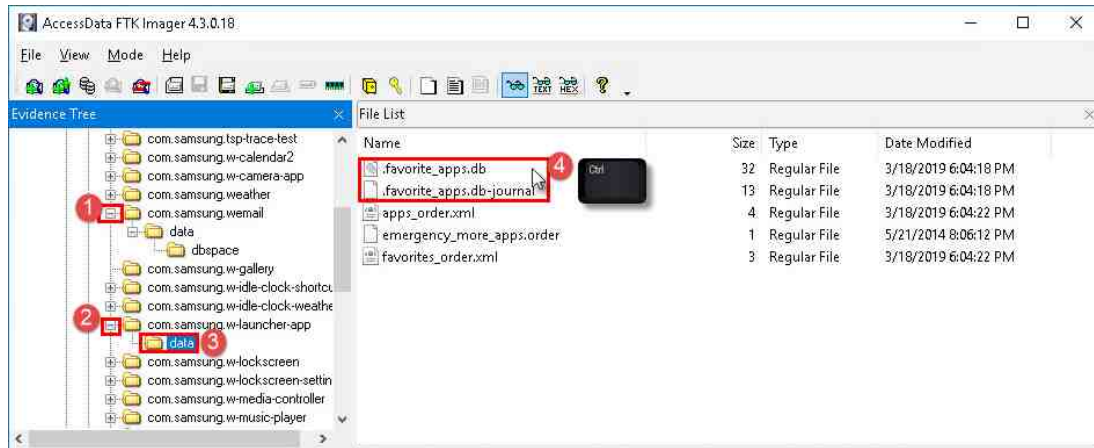 AccessData FTK Imager 4.3.0.18
File View Mode Help
TEXT HEX ?
Evidence Tree
com.samsung.tsp-trace-test
com.samsung.w-calendar2
com.samsung.w-camera-app
com.samsung.weather
1 com.samsung.wemail
data
dbspace
com.samsung.w-gallery
com.samsung.w-idle-clock-shortcu
com.samsung.w-idle-clock-weathe
2 com.samsung.w-launcher-app
data 3
com.samsung.w-lockscreen
com.samsung.w-lockscreen-settin
com.samsung.w-media-controller
com.samsung.w-music-player
File List
Name Size Type Date Modified
.favorite_apps.db 4 Ctrl 32 Regular File 3/18/2019 6:04:18 PM
.favorite_apps.db-journal 13 Regular File 3/18/2019 6:04:18 PM
apps_order.xml 4 Regular File 3/18/2019 6:04:22 PM
emergency_more_apps.order 1 Regular File 5/21/2014 8:06:12 PM
favorites_order.xml 3 Regular File 3/18/2019 6:04:22 PM